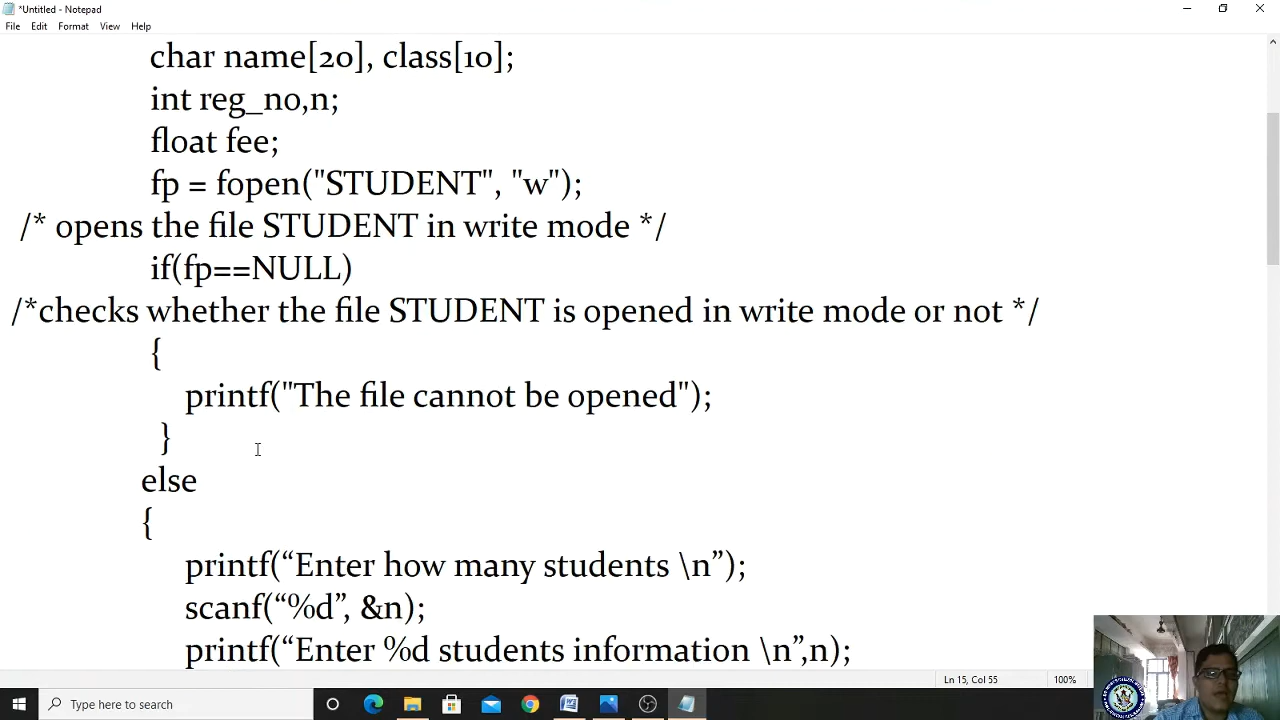 *Untitled - Notepad
File Edit Format View Help
char name[20], class[10];
int reg_no,n;
float fee;
fp = fopen("STUDENT", "w");
/* opens the file STUDENT in write mode */
if(fp==NULL)
/*checks whether the file STUDENT is opened in write mode or not */
{
printf("The file cannot be opened");
}
else
{
printf(“Enter how many students \n”);
scanf(“%d”, &n);
printf(“Enter %d students information \n”,n);
Ln 15, Col 55 100%
Type here to search